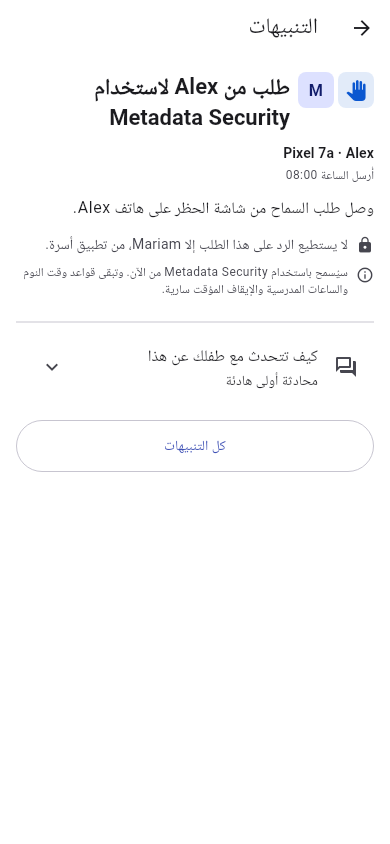 التنبيهات
M
طلب من Alex لاستخدام
Metadata Security
Pixel 7a · Alex
أرسل الساعة 08:00
وصل طلب السماح من شاشة الحظر على هاتف Alex.
لا يستطيع الرد على هذا الطلب إلا Mariam، من تطبيق أسرة.
سيُسمح باستخدام Metadata Security من الآن. وتبقى قواعد وقت النوم
والساعات المدرسية والإيقاف المؤقت سارية.
كيف تتحدث مع طفلك عن هذا
محادثة أولى هادئة
كل التنبيهات